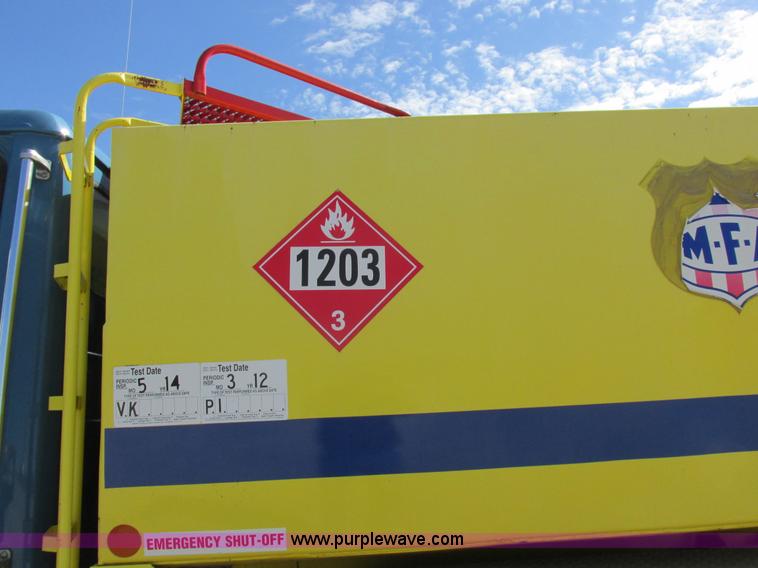 1203
3
M·F·
Test Date
PERIODIC INSP. MO 5 YR 14
V.K
Test Date
PERIODIC INSP. MO 3 YR 12
P.I
EMERGENCY SHUT-OFF
www.purplewave.com